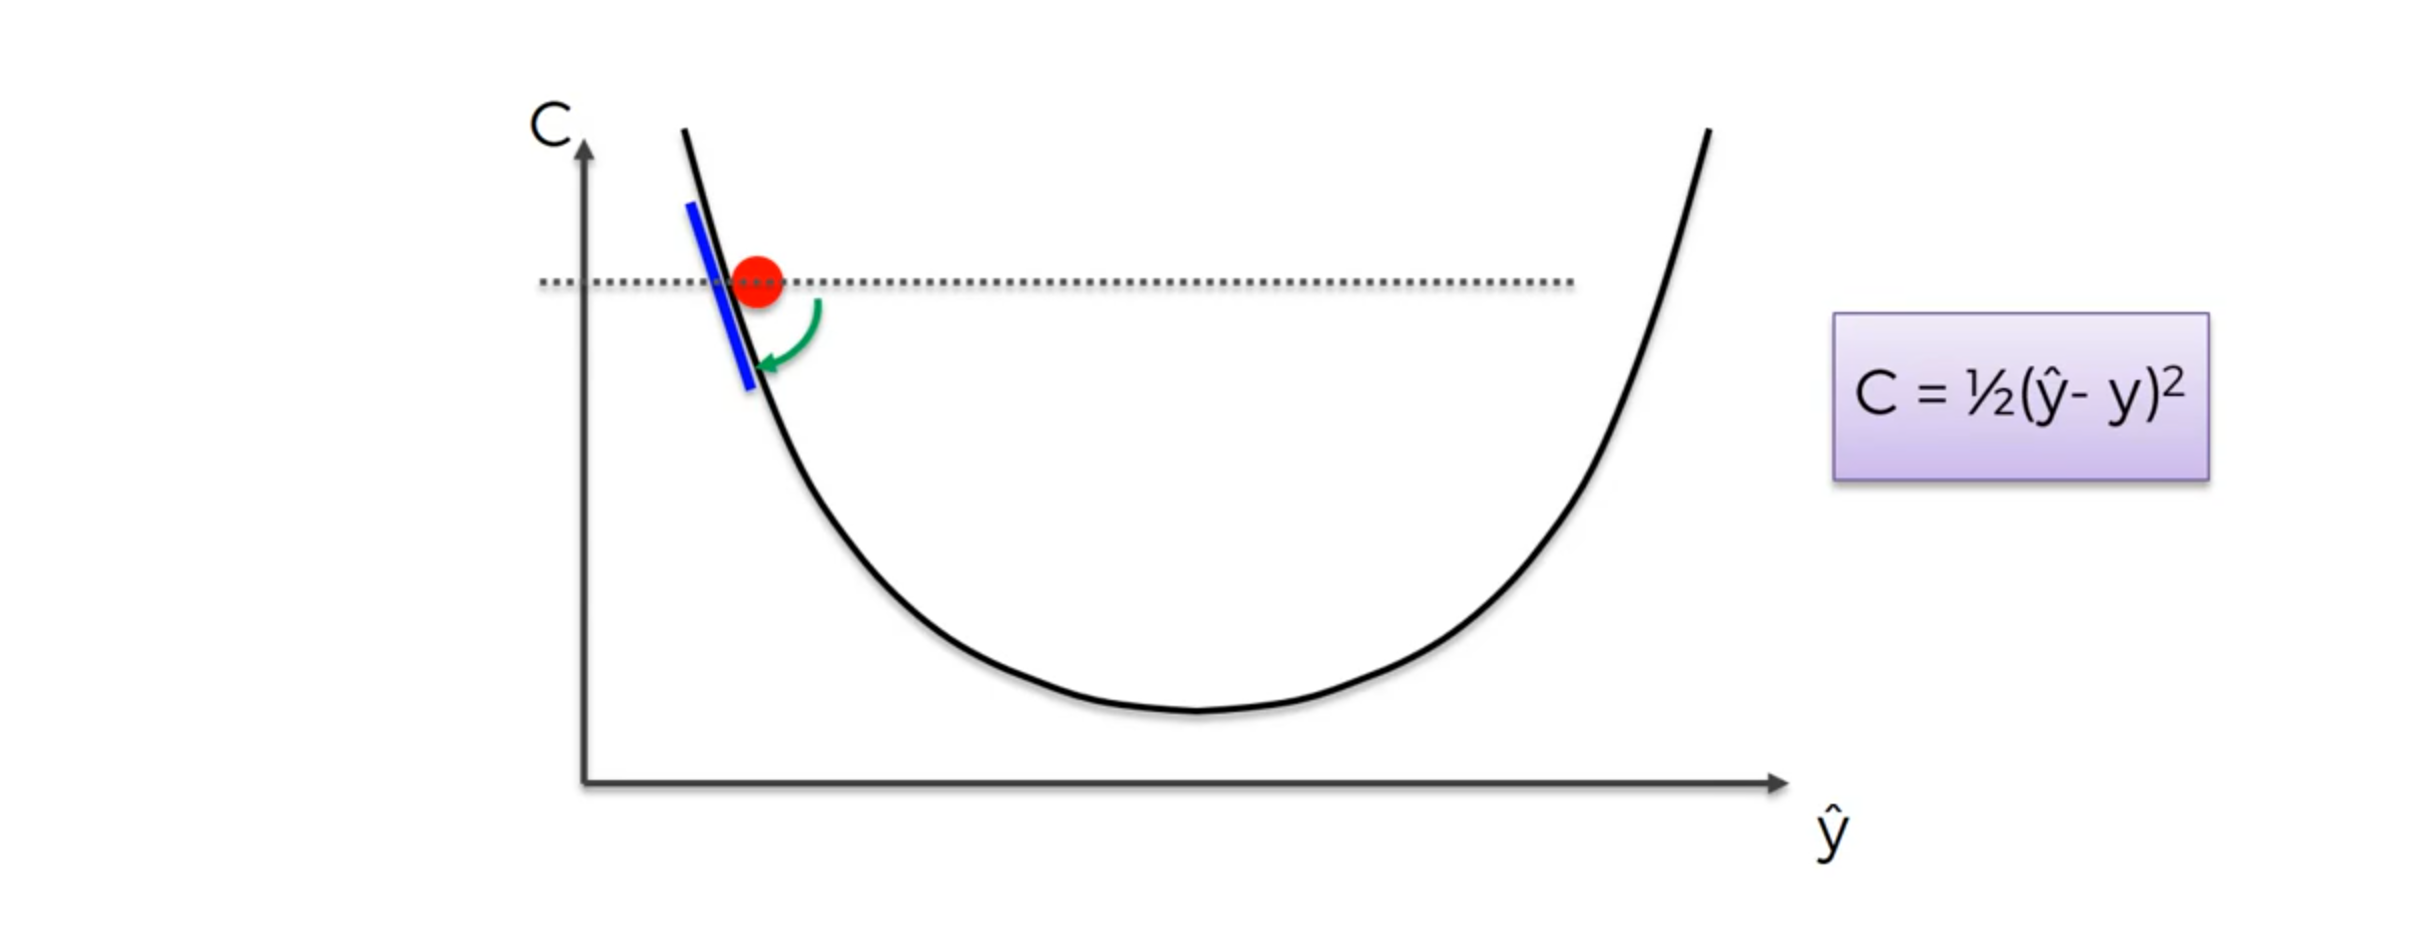 C
C = ½(ŷ- y)²
ŷ